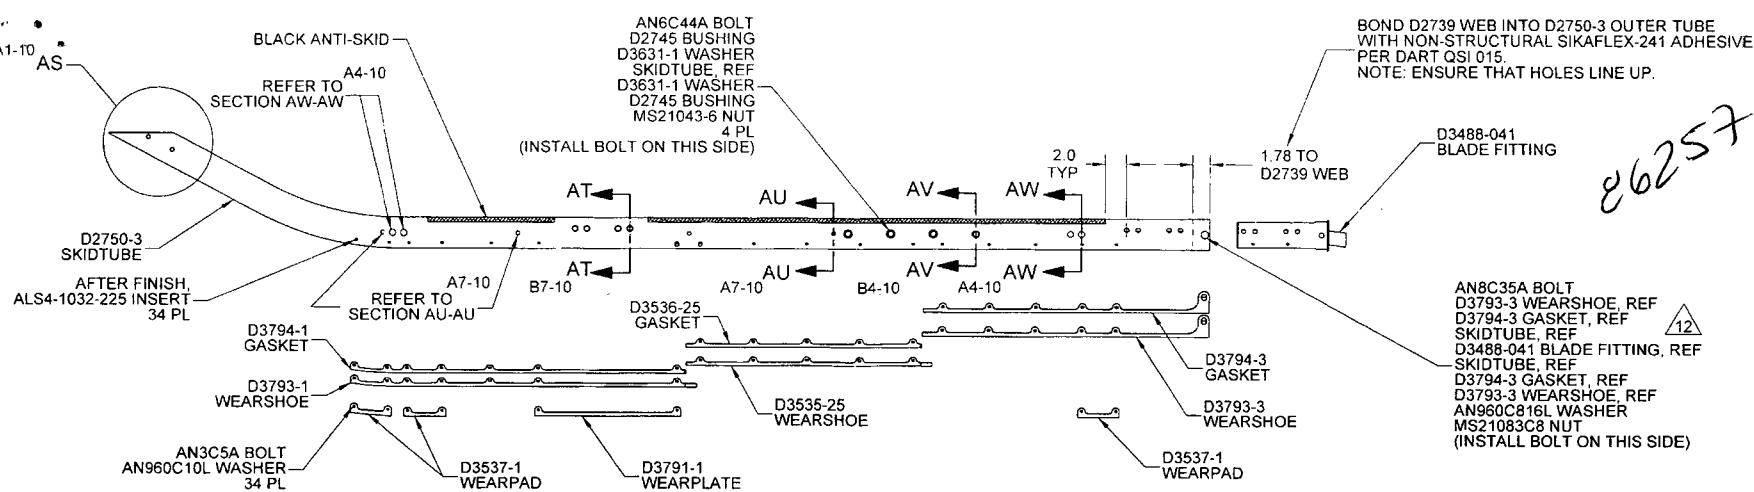 A1-10
AS
BLACK ANTI-SKID
A4-10
REFER TO
SECTION AW-AW
AN6C44A BOLT
D2745 BUSHING
D3631-1 WASHER
SKIDTUBE, REF
D3631-1 WASHER
D2745 BUSHING
MS21043-6 NUT
4 PL
(INSTALL BOLT ON THIS SIDE)
BOND D2739 WEB INTO D2750-3 OUTER TUBE
WITH NON-STRUCTURAL SIKAFLEX-241 ADHESIVE
PER DART QSI 015.
NOTE: ENSURE THAT HOLES LINE UP.
86257
D3488-041
BLADE FITTING
2.0
TYP
1.78 TO
D2739 WEB
AT
AU
AV
AW
D2750-3
SKIDTUBE
AFTER FINISH,
ALS4-1032-225 INSERT
34 PL
A7-10
REFER TO
SECTION AU-AU
AT
B7-10
AU
A7-10
AV
B4-10
AW
A4-10
AN8C35A BOLT
D3793-3 WEARSHOE, REF
D3794-3 GASKET, REF
SKIDTUBE, REF
D3488-041 BLADE FITTING, REF
SKIDTUBE, REF
D3794-3 GASKET, REF
D3793-3 WEARSHOE, REF
AN960C816L WASHER
MS21083C8 NUT
(INSTALL BOLT ON THIS SIDE)
12
D3794-1
GASKET
D3536-25
GASKET
D3794-3
GASKET
D3793-1
WEARSHOE
D3535-25
WEARSHOE
D3793-3
WEARSHOE
AN3C5A BOLT
AN960C10L WASHER
34 PL
D3537-1
WEARPAD
D3791-1
WEARPLATE
D3537-1
WEARPAD